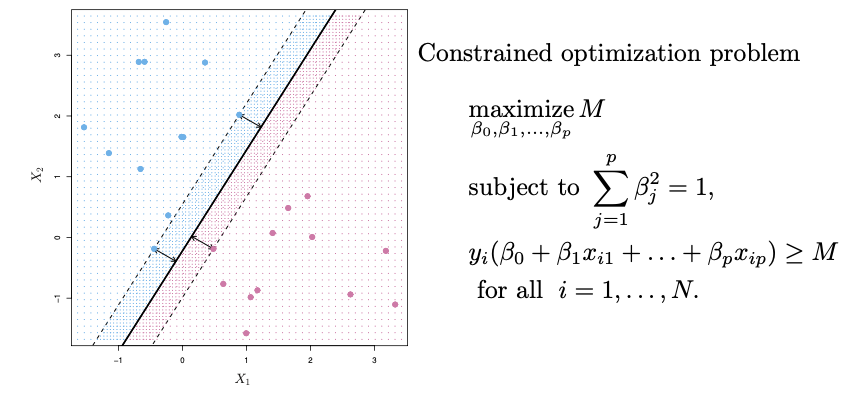 Constrained optimization problem
maximize M
β₀,β₁,...,βₚ
subject to ∑ⱼ₌₁ᵖ βⱼ² = 1,
yᵢ(β₀ + β₁xᵢ₁ + ... + βₚxᵢₚ) ≥ M
for all i = 1, . . . , N.
3
2
1
0
−1
X₂
−1 0 1 2 3
X₁